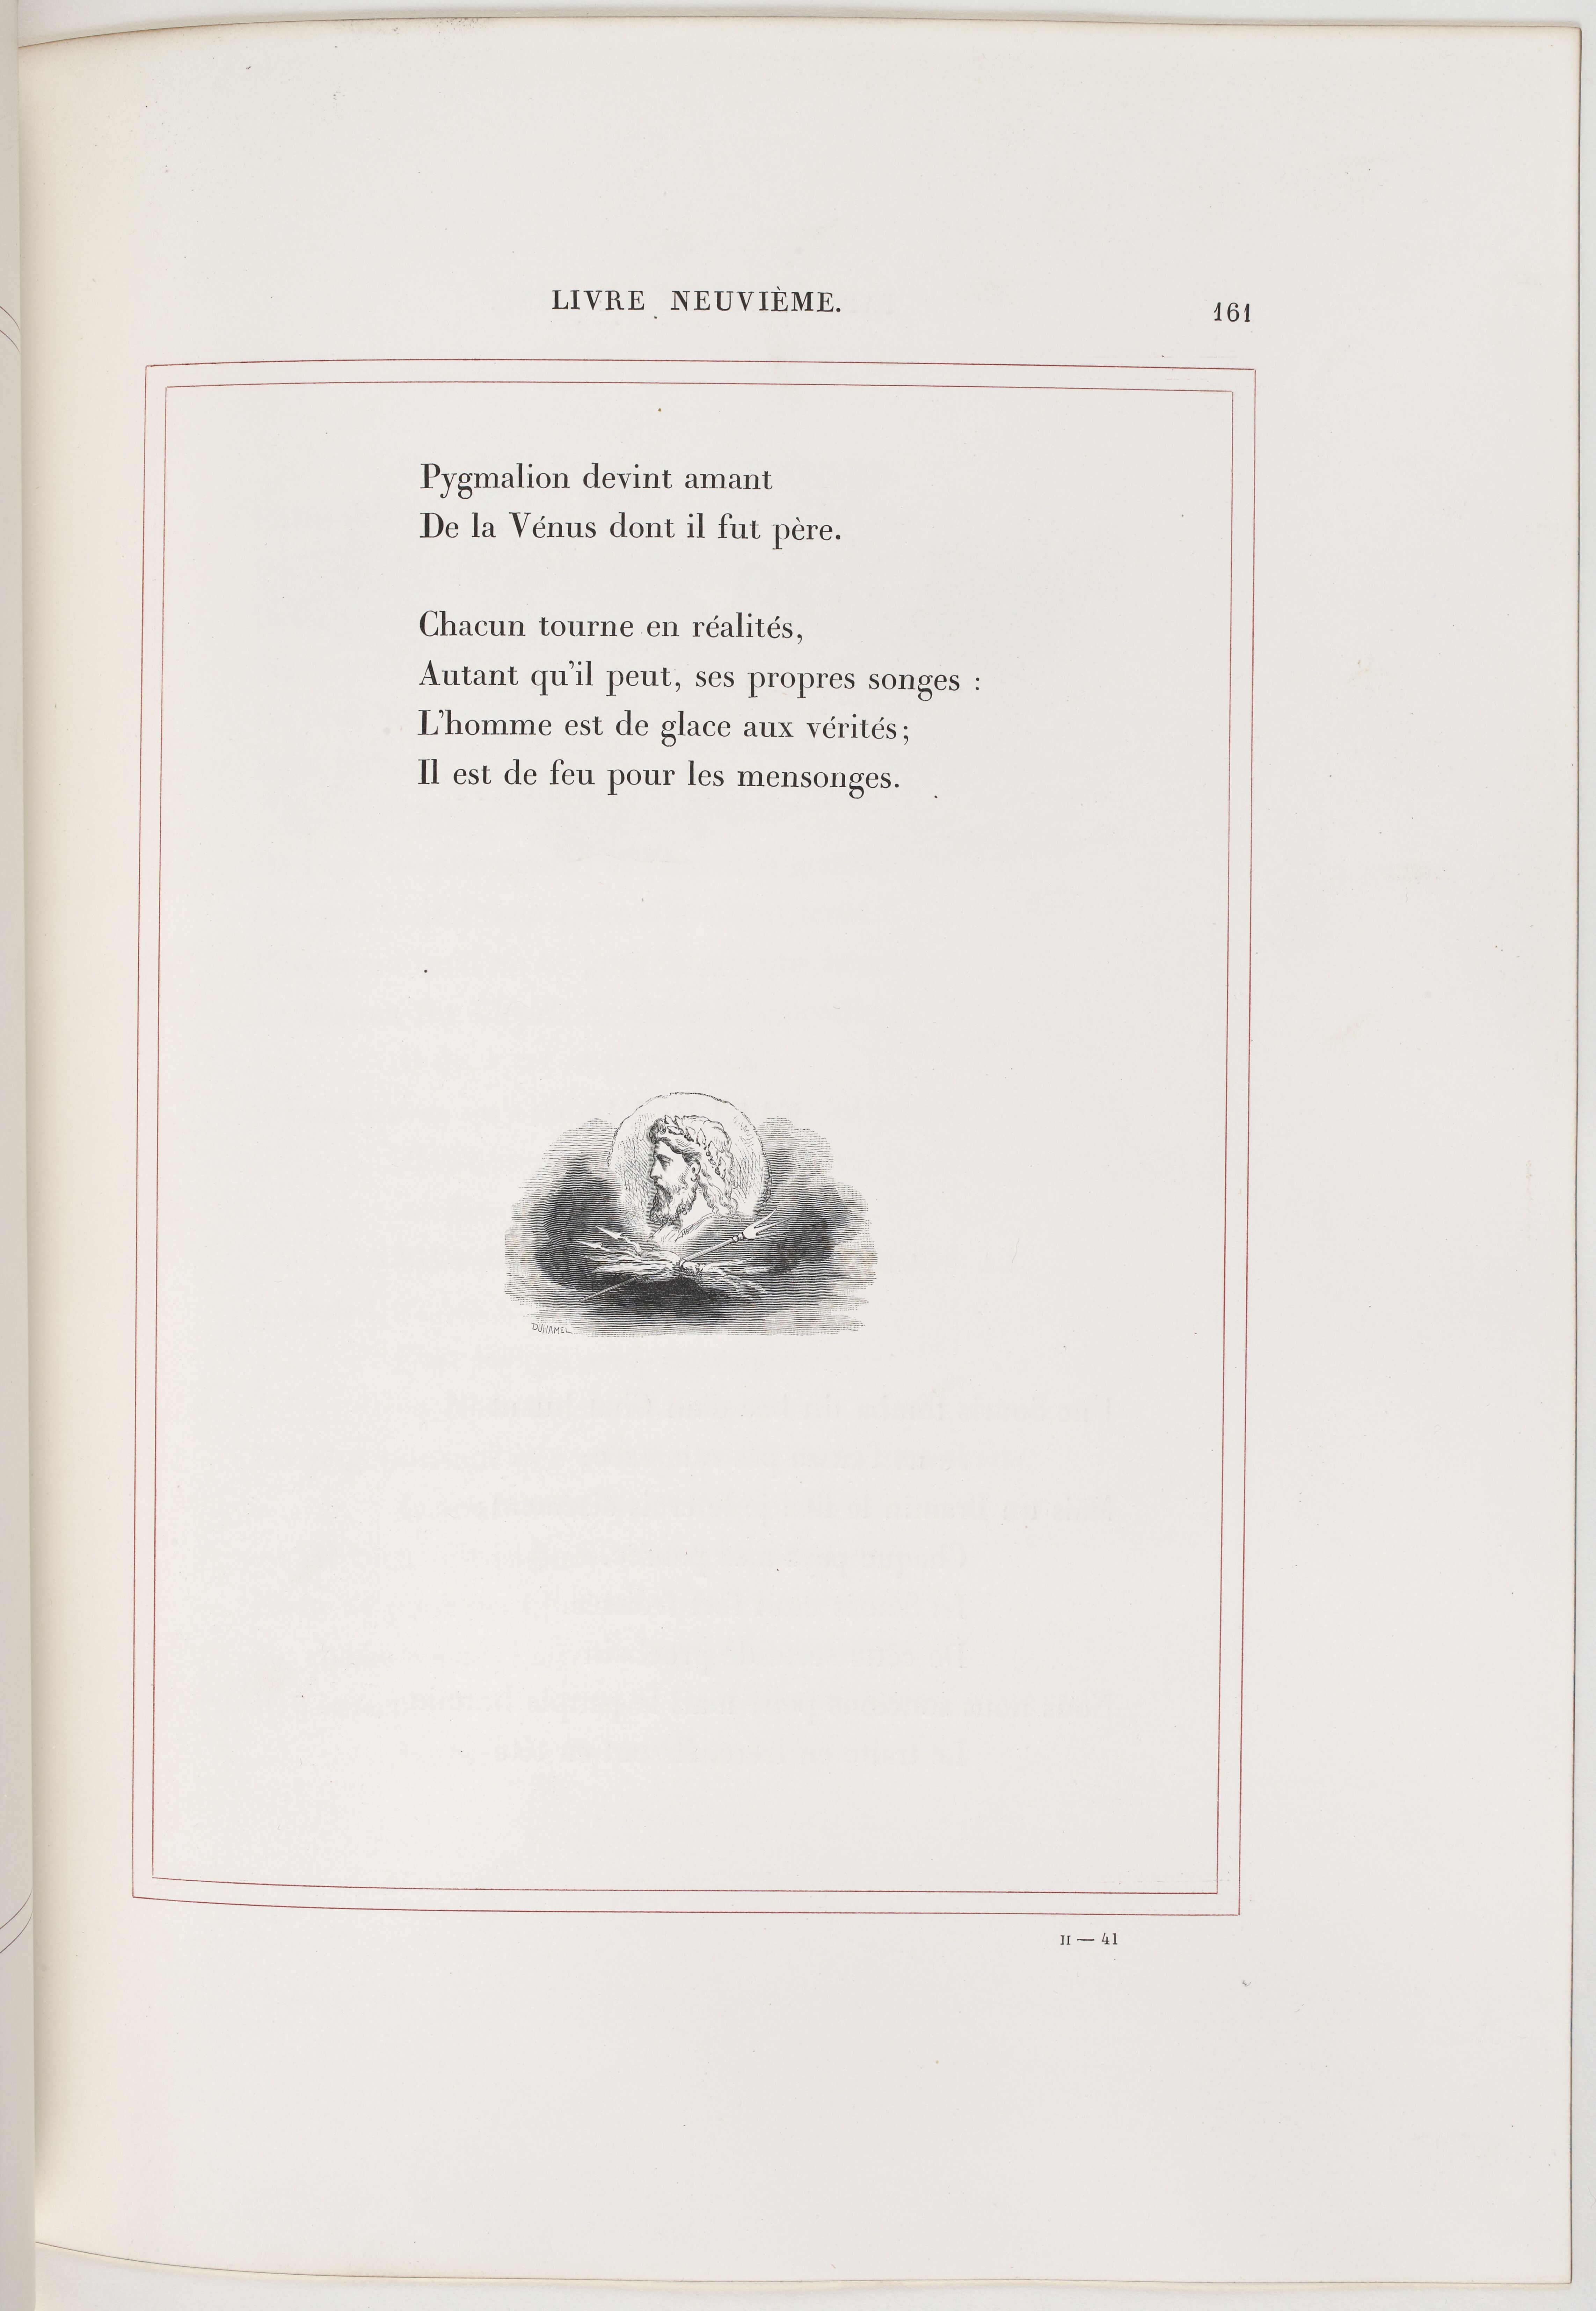 LIVRE NEUVIÈME.
161
Pygmalion devint amant
De la Vénus dont il fut père.
Chacun tourne en réalités,
Autant qu'il peut, ses propres songes :
L'homme est de glace aux vérités;
Il est de feu pour les mensonges.
DUHAMEL
II — 41